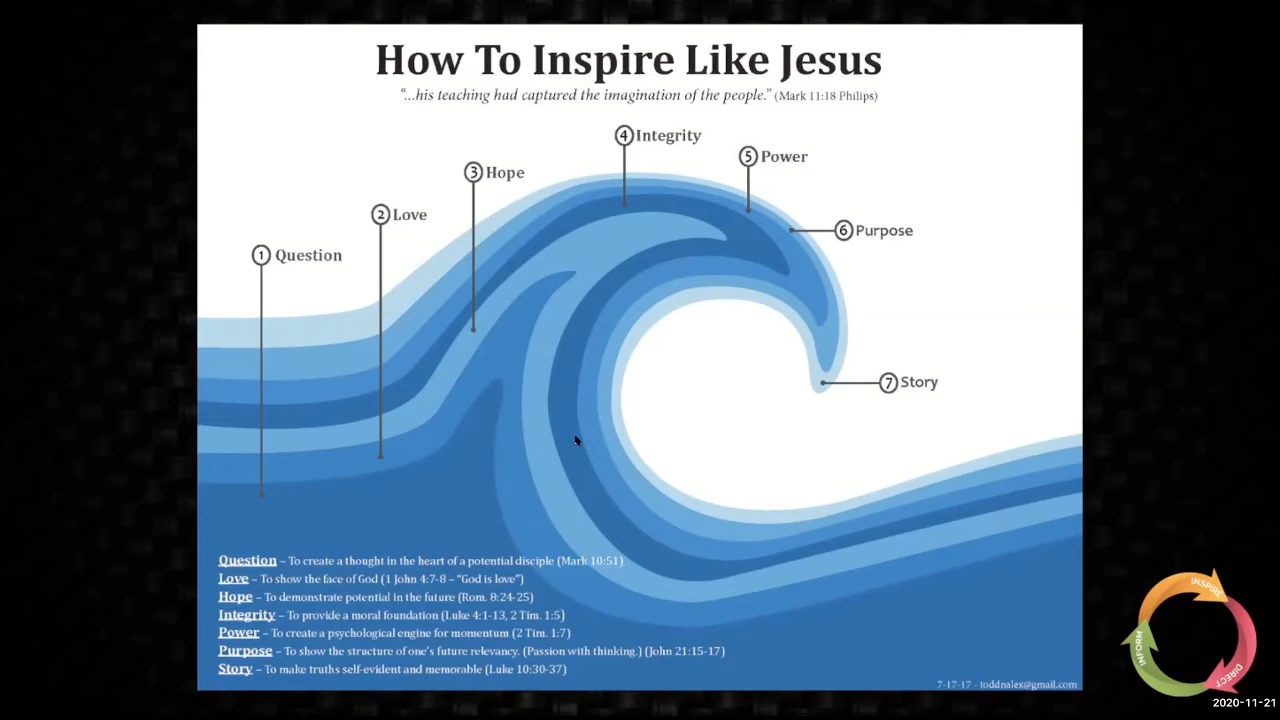 How To Inspire Like Jesus
“...his teaching had captured the imagination of the people.” (Mark 11:18 Philips)
4 Integrity
5 Power
3 Hope
2 Love
6 Purpose
1 Question
7 Story
Question – To create a thought in the heart of a potential disciple (Mark 10:51)
Love – To show the face of God (1 John 4:7-8 – “God is love”)
Hope – To demonstrate potential in the future (Rom. 8:24-25)
Integrity – To provide a moral foundation (Luke 4:1-13, 2 Tim. 1:5)
Power – To create a psychological engine for momentum (2 Tim. 1:7)
Purpose – To show the structure of one's future relevancy. (Passion with thinking.) (John 21:15-17)
Story – To make truths self-evident and memorable (Luke 10:30-37)
7-17-17 - toddnalex@gmail.com
INSPIRE
INFORM
DIRECT
2020-11-21